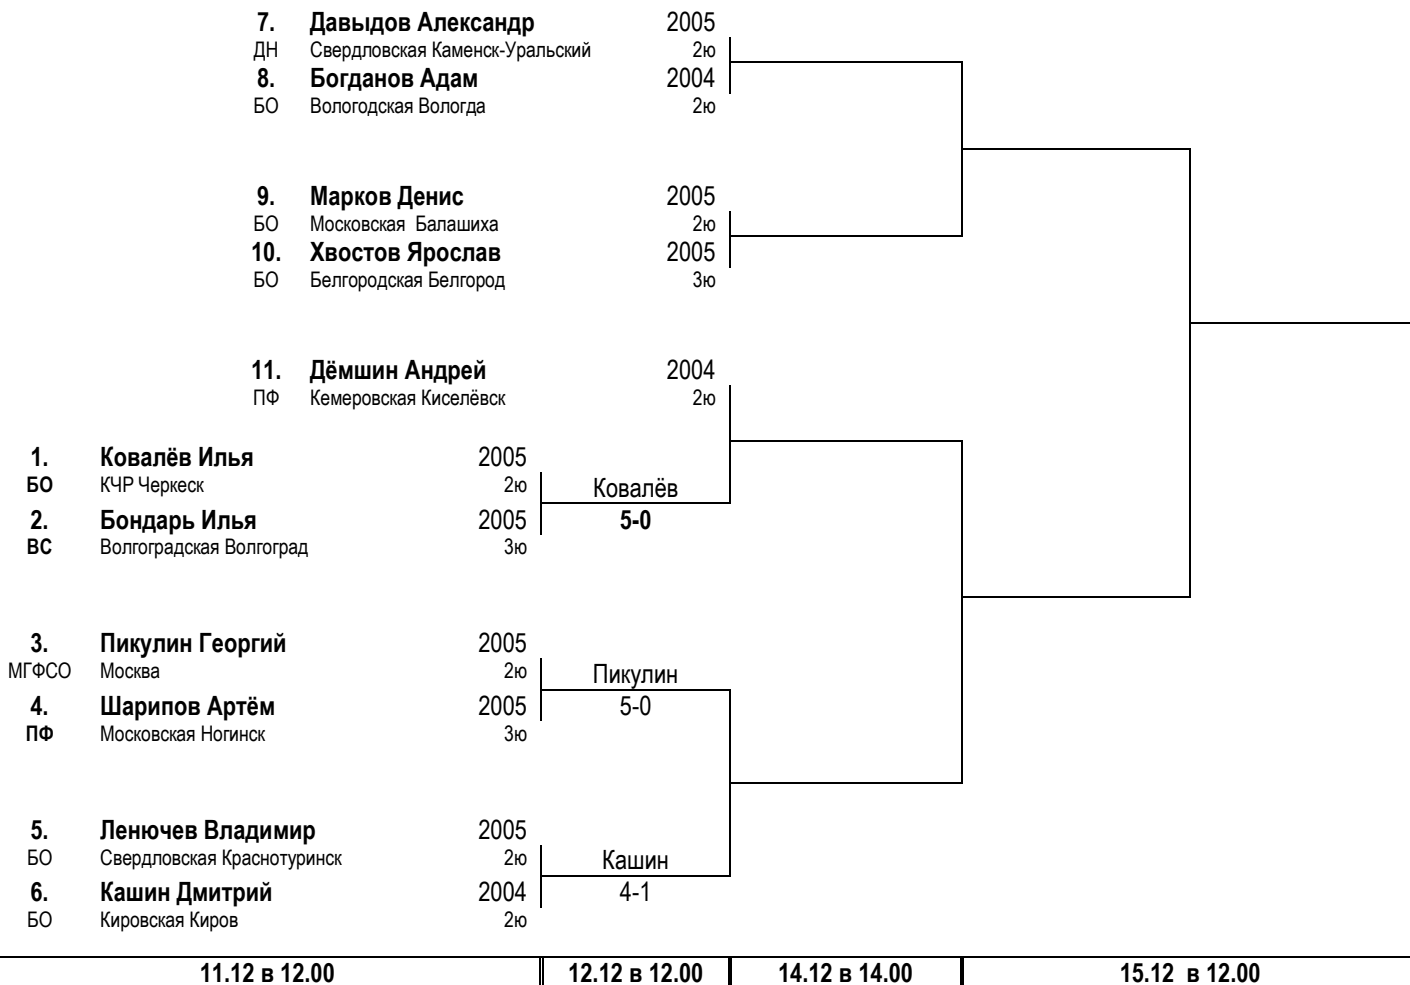 7. Давыдов Александр 2005
ДН Свердловская Каменск-Уральский 2ю
8. Богданов Адам 2004
БО Вологодская Вологда 2ю
9. Марков Денис 2005
БО Московская Балашиха 2ю
10. Хвостов Ярослав 2005
БО Белгородская Белгород 3ю
11. Дёмшин Андрей 2004
ПФ Кемеровская Киселёвск 2ю
1. Ковалёв Илья 2005
БО КЧР Черкеск 2ю Ковалёв
2. Бондарь Илья 2005 5-0
ВС Волгоградская Волгоград 3ю
3. Пикулин Георгий 2005
МГФСО Москва 2ю Пикулин
4. Шарипов Артём 2005 5-0
ПФ Московская Ногинск 3ю
5. Ленючев Владимир 2005
БО Свердловская Краснотуринск 2ю Кашин
6. Кашин Дмитрий 2004 4-1
БО Кировская Киров 2ю
11.12 в 12.00 12.12 в 12.00 14.12 в 14.00 15.12 в 12.00